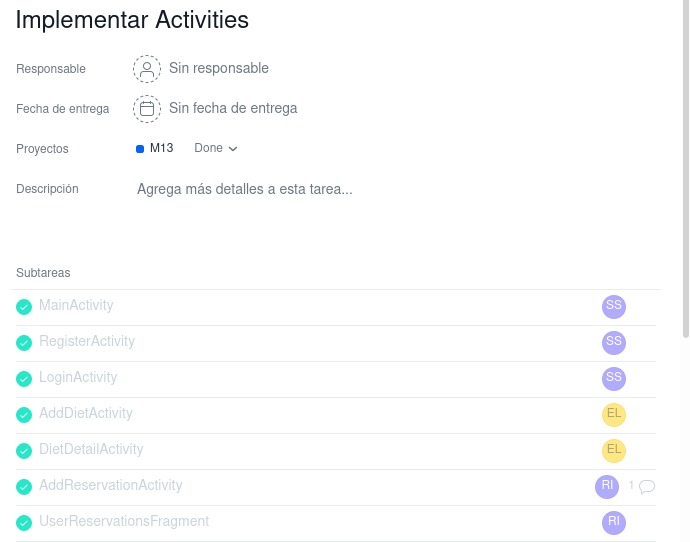 Implementar Activities
Responsable Sin responsable
Fecha de entrega Sin fecha de entrega
Proyectos M13 Done
Descripción Agrega más detalles a esta tarea...
Subtareas
MainActivity SS
RegisterActivity SS
LoginActivity SS
AddDietActivity EL
DietDetailActivity EL
AddReservationActivity RI 1
UserReservationsFragment RI